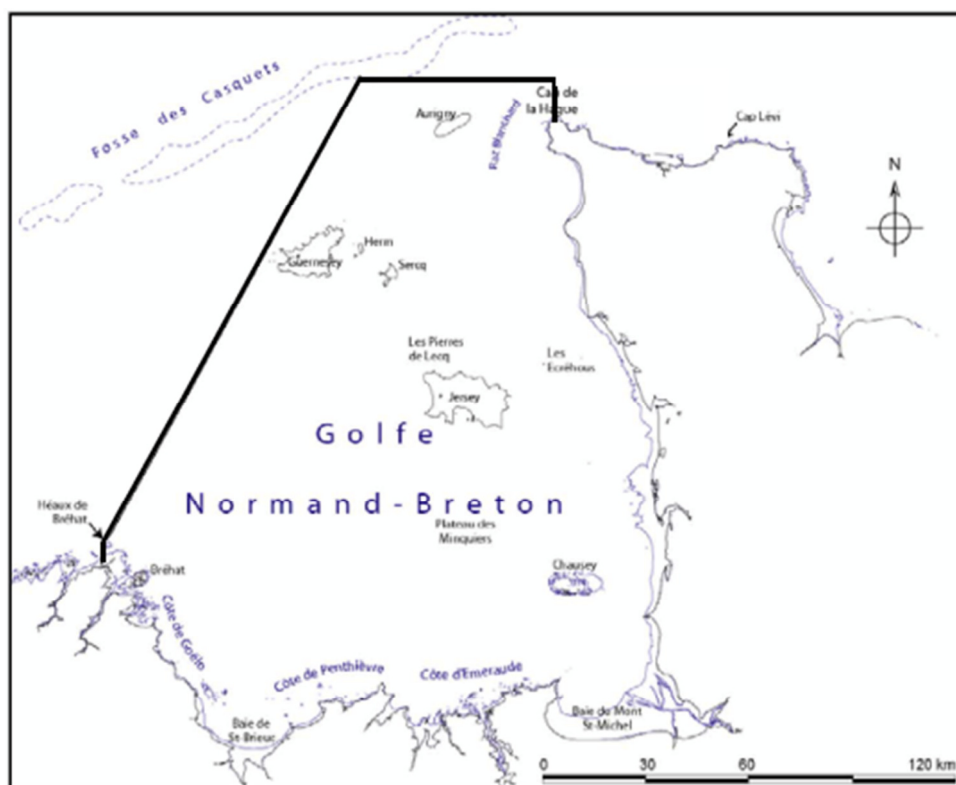 Fosse des Casquets
Aurigny
Raz Blanchard
Cap de
la Hague
Cap Lévi
N
Herm
Guernesey
Sercq
Les Pierres
de Lecq
Les
Ecréhous
Jersey
Golfe
Normand-Breton
Héaux de
Bréhat
Plateau des
Minquiers
Bréhat
Chausey
Côte de Goëlo
Côte de Penthièvre
Côte d'Emeraude
Baie de
St-Brieuc
Baie du Mont
St-Michel
0 30 60 120 km